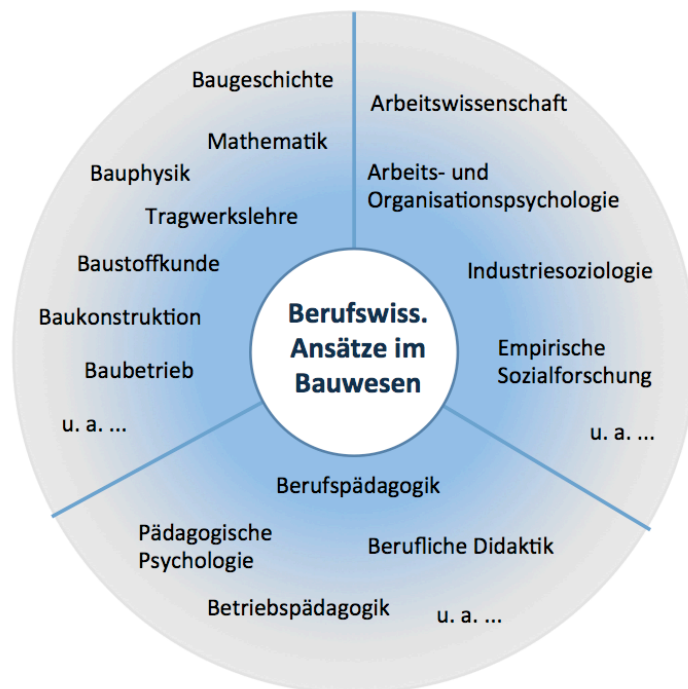 Baugeschichte
Mathematik
Bauphysik
Tragwerkslehre
Baustoffkunde
Baukonstruktion
Baubetrieb
u. a. ...
Arbeitswissenschaft
Arbeits- und
Organisationspsychologie
Industriesoziologie
Empirische
Sozialforschung
u. a. ...
Berufswiss.
Ansätze im
Bauwesen
Berufspädagogik
Pädagogische
Psychologie
Berufliche Didaktik
Betriebspädagogik
u. a. ...